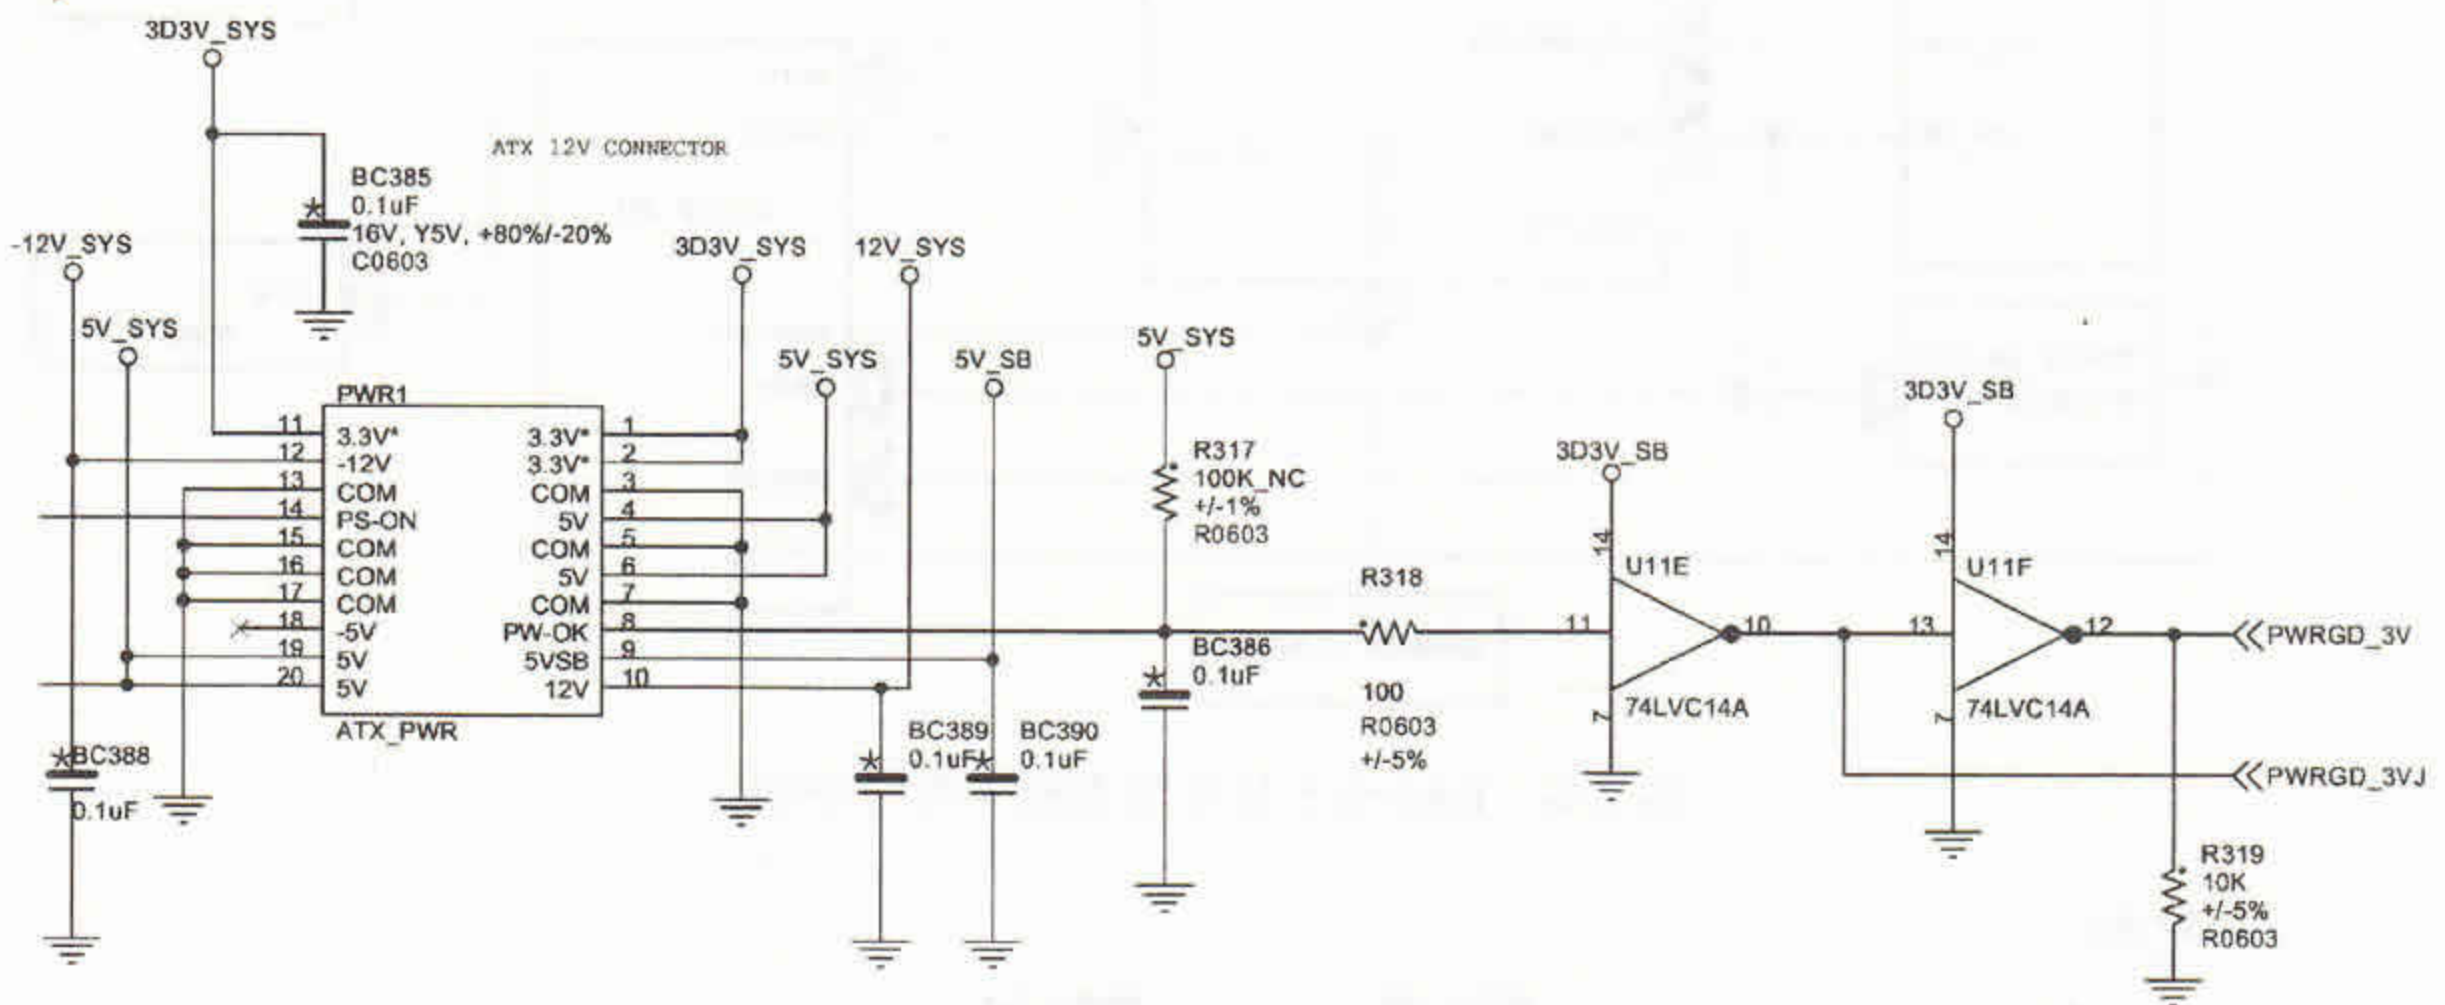 3D3V_SYS
ATX 12V CONNECTOR
BC385
0.1uF
16V, Y5V, +80%/-20%
C0603
-12V_SYS
5V_SYS
3D3V_SYS
12V_SYS
5V_SYS
5V_SB
5V_SYS
3D3V_SB
3D3V_SB
PWR1
11 3.3V*
12 -12V
13 COM
14 PS-ON
15 COM
16 COM
17 COM
18 -5V
19 5V
20 5V
3.3V* 1
3.3V* 2
COM 3
5V 4
COM 5
5V 6
COM 7
PW-OK 8
5VSB 9
12V 10
ATX_PWR
BC388
0.1uF
BC389
0.1uF
BC390
0.1uF
R317
100K_NC
+/-1%
R0603
BC386
0.1uF
R318
100
R0603
+/-5%
14
U11E
11
10
7
74LVC14A
14
U11F
13
12
7
74LVC14A
PWRGD_3V
PWRGD_3VJ
R319
10K
+/-5%
R0603